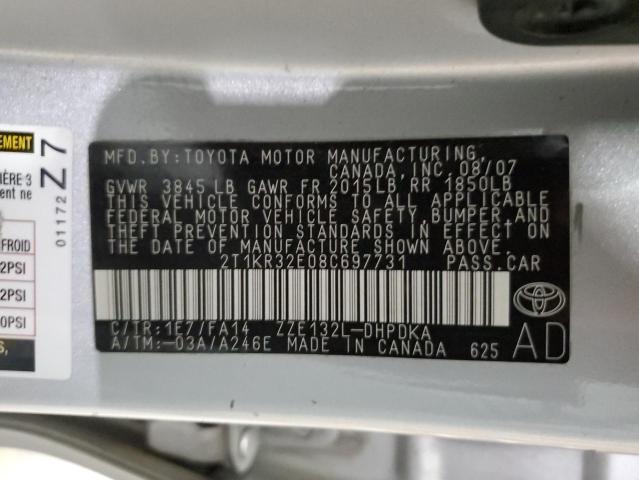 EMENT
IÈRE 3
ent ne
FROID
2PSI
2PSI
0PSI
S,
01172
Z 7
MFD. BY: TOYOTA MOTOR MANUFACTURING,
CANADA, INC. 08/07
GVWR 3845 LB GAWR FR 2015LB RR 1850LB
THIS VEHICLE CONFORMS TO ALL APPLICABLE
FEDERAL MOTOR VEHICLE SAFETY, BUMPER AND
THEFT PREVENTION STANDARDS IN EFFECT ON
THE DATE OF MANUFACTURE SHOWN ABOVE.
2T1KR32E08C697731 PASS. CAR
C/TR: 1E7/FA14 ZZE132L-DHPDKA
A/TM:-03A/A246E MADE IN CANADA 625
AD